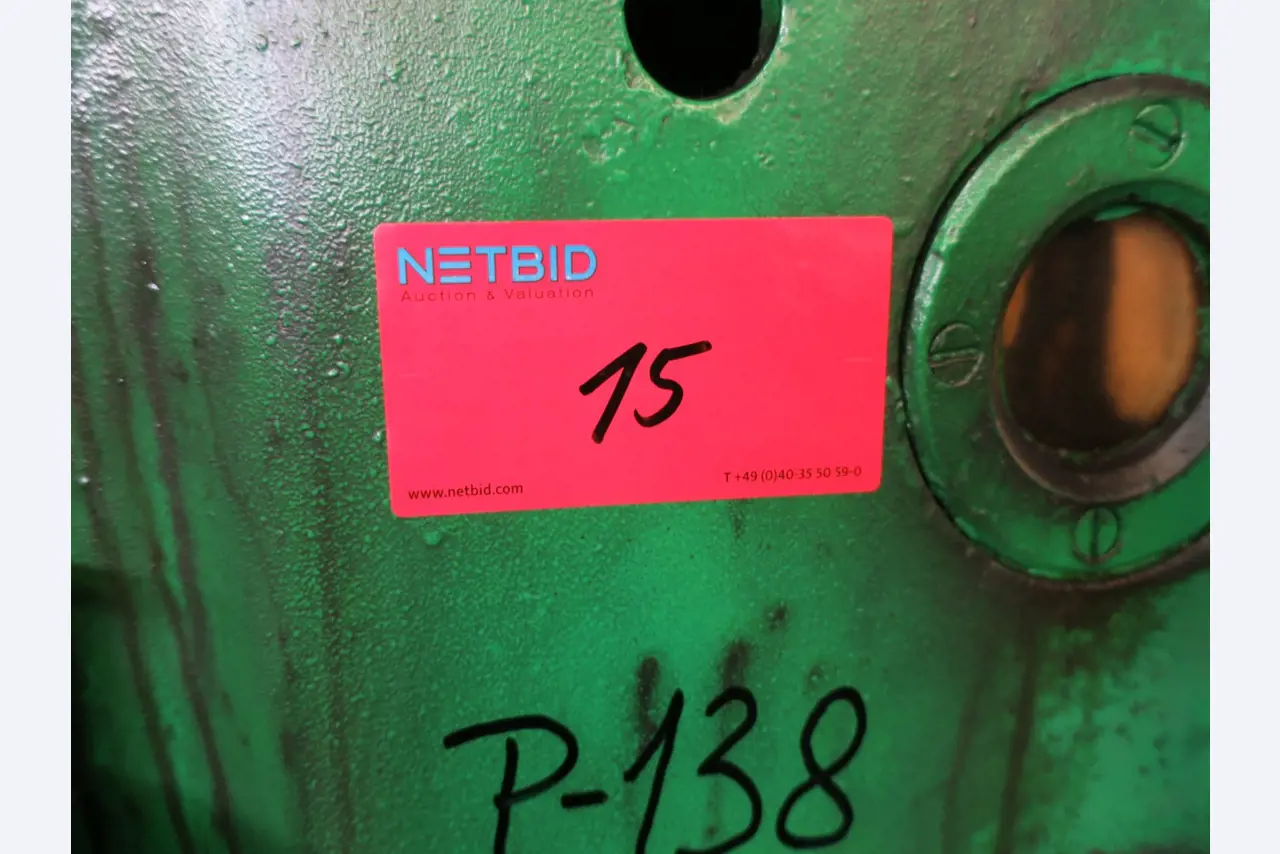 NETBID
Auction & Valuation
15
www.netbid.com
T +49 (0)40-35 50 59-0
P-138